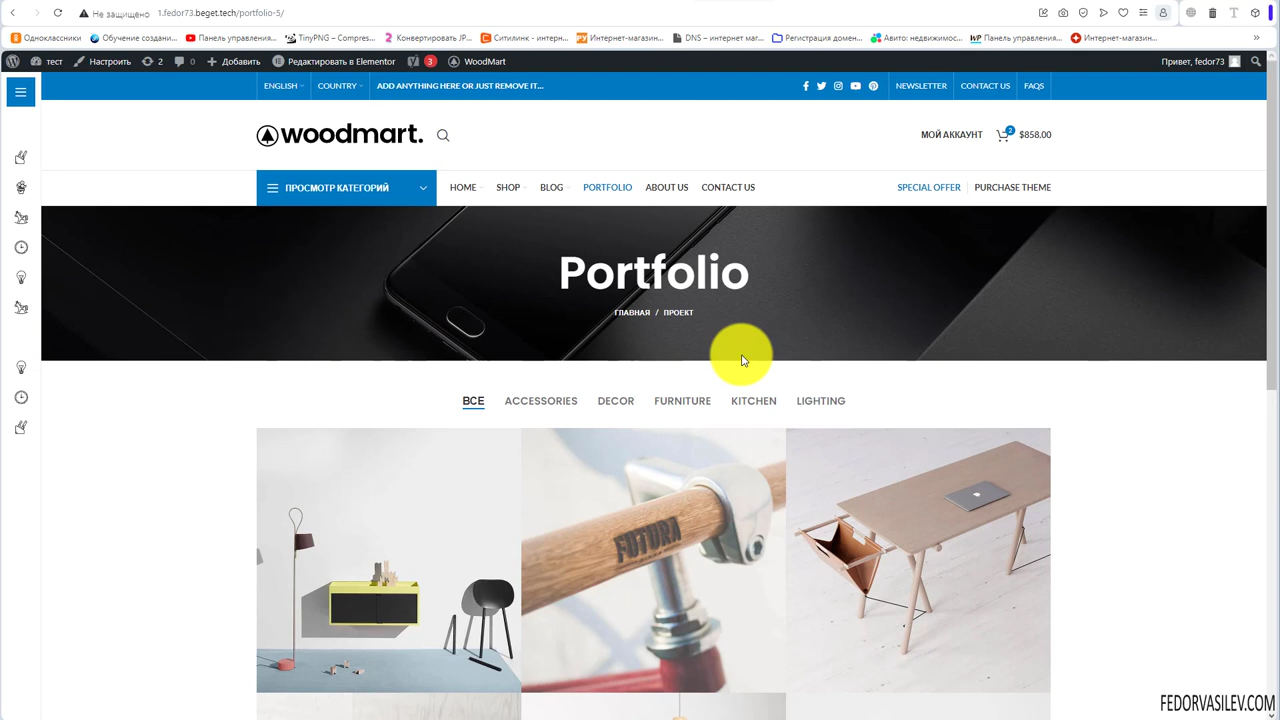 Не защищено 1.fedor73.beget.tech/portfolio-5/
Одноклассники Обучение создани... Панель управления... TinyPNG – Compres... Конвертировать JP... Ситилинк - интерн... Интернет-магазин... DNS – интернет маг... Регистрация домен... Авито: недвижимос... Панель управления... Интернет-магазин...
тест Настроить 2 0 Добавить Редактировать в Elementor 3 WoodMart Привет, fedor73
ENGLISH COUNTRY ADD ANYTHING HERE OR JUST REMOVE IT... NEWSLETTER CONTACT US FAQS
woodmart. МОЙ АККАУНТ 2 $858.00
ПРОСМОТР КАТЕГОРИЙ HOME SHOP BLOG PORTFOLIO ABOUT US CONTACT US SPECIAL OFFER PURCHASE THEME
Portfolio
ГЛАВНАЯ / ПРОЕКТ
ВСЕ ACCESSORIES DECOR FURNITURE KITCHEN LIGHTING
FUTURA
FEDORVASILEV.COM